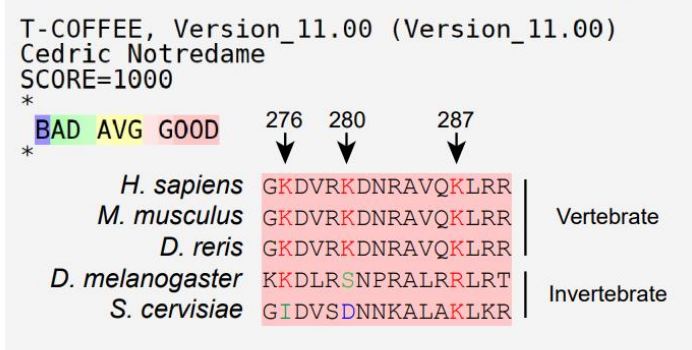 T-COFFEE, Version_11.00 (Version_11.00)
Cedric Notredame
SCORE=1000
*
BAD AVG GOOD
*
276 280 287
H. sapiens GKDVRKDNRAVQKLRR
M. musculus GKDVRKDNRAVQKLRR
D. reris GKDVRKDNRAVQKLRR
D. melanogaster KKDLRSNPRALRRLRT
S. cervisiae GIDVSDNNKALAKLKR
Vertebrate
Invertebrate